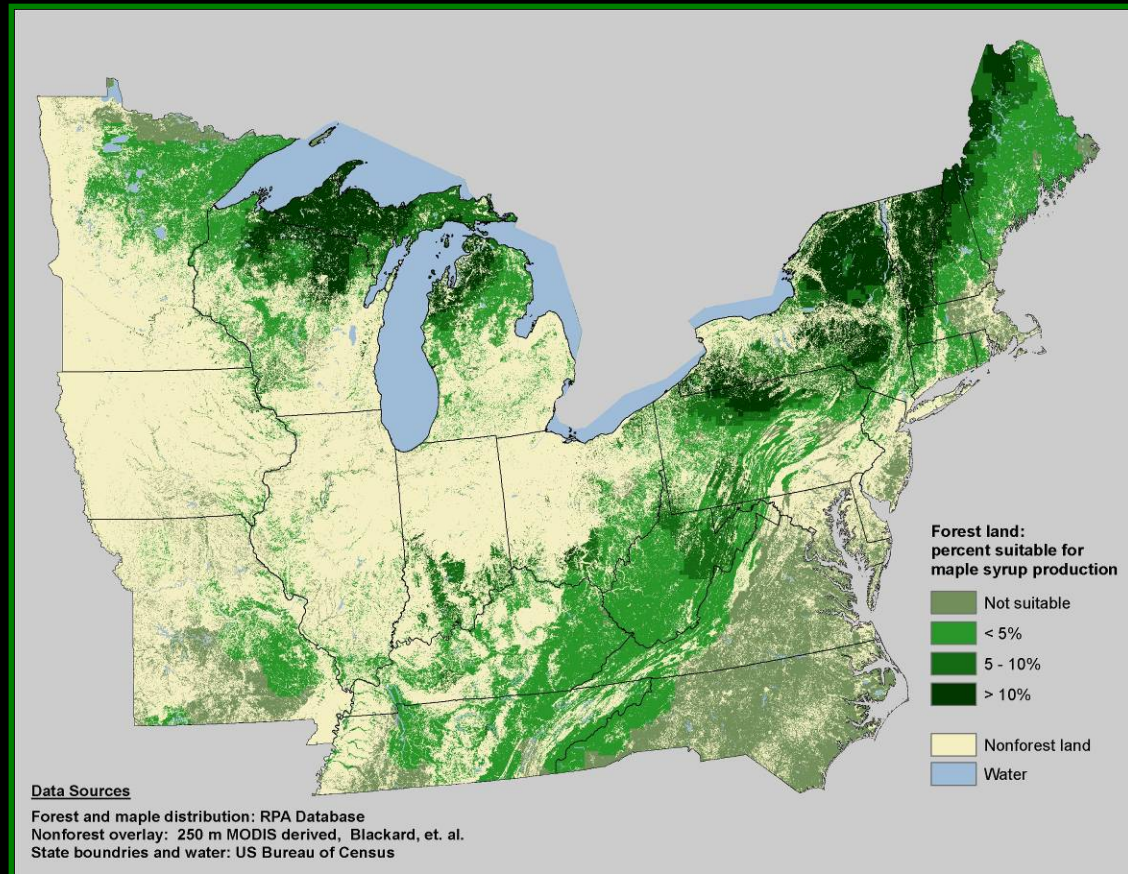 Forest land:
percent suitable for
maple syrup production
Not suitable
< 5%
5 - 10%
> 10%
Nonforest land
Water
Data Sources
Forest and maple distribution: RPA Database
Nonforest overlay: 250 m MODIS derived, Blackard, et. al.
State boundries and water: US Bureau of Census